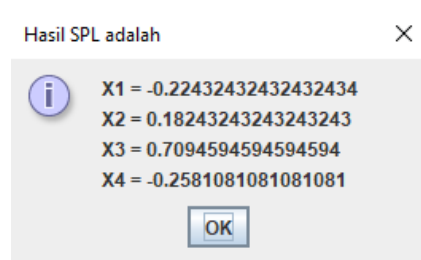 Hasil SPL adalah
X1 = -0.22432432432432434
X2 = 0.18243243243243243
X3 = 0.7094594594594594
X4 = -0.2581081081081081
OK